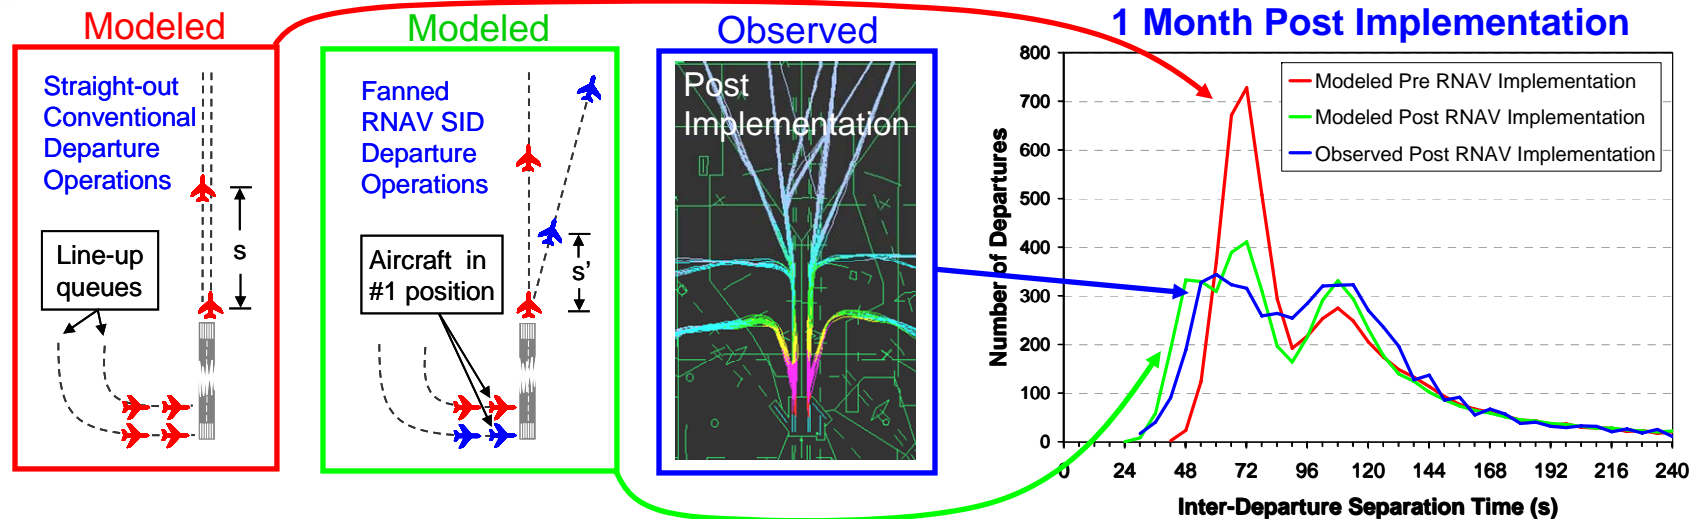 Modeled
Straight-out
Conventional
Departure
Operations
Line-up
queues
s
Modeled
Fanned
RNAV SID
Departure
Operations
Aircraft in
#1 position
s'
Observed
Post
Implementation
1 Month Post Implementation
Number of Departures
800
700
600
500
400
300
200
100
0
Modeled Pre RNAV Implementation
Modeled Post RNAV Implementation
Observed Post RNAV Implementation
0 24 48 72 96 120 144 168 192 216 240
Inter-Departure Separation Time (s)